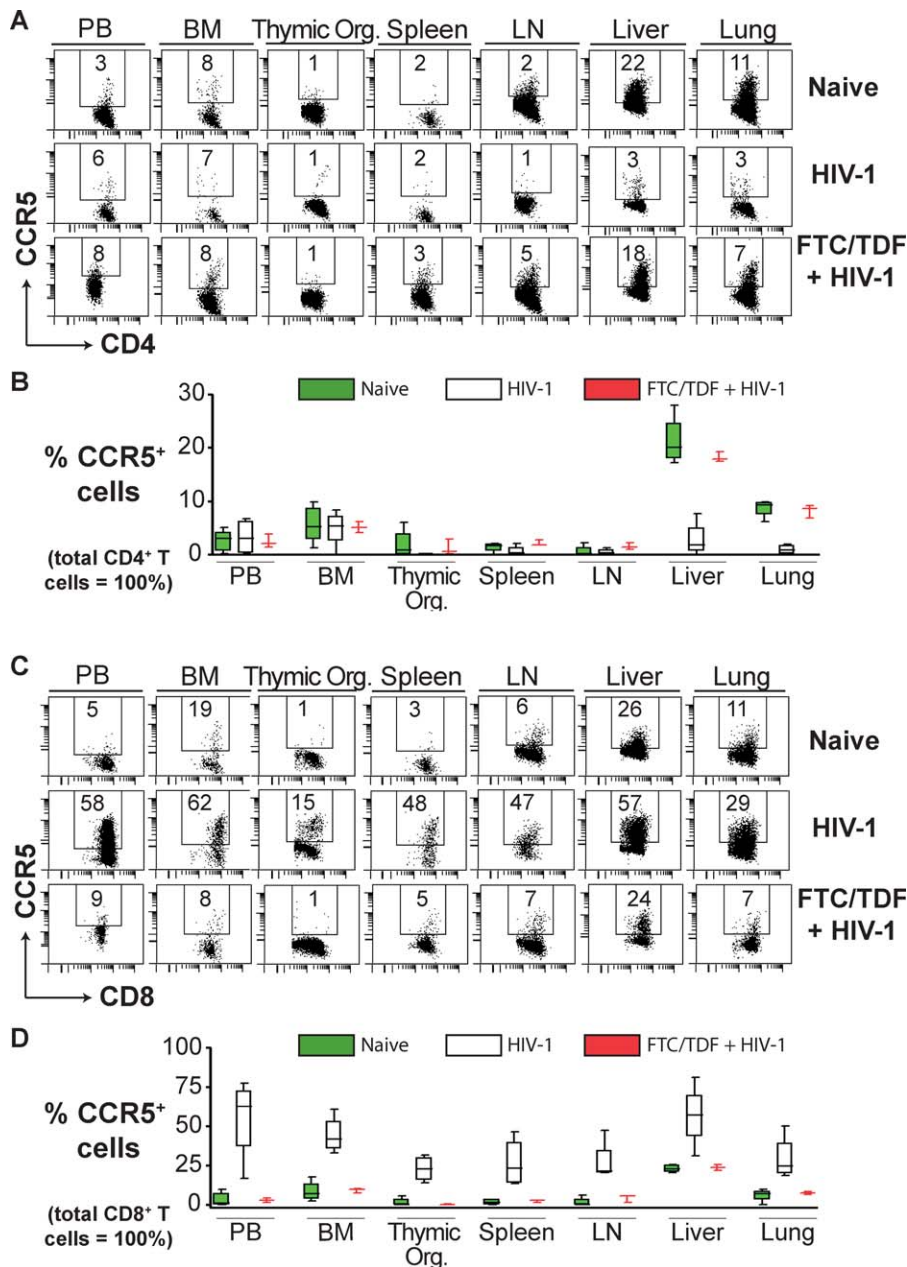 A
PB BM Thymic Org. Spleen LN Liver Lung
3 8 1 2 2 22 11
Naive
6 7 1 2 1 3 3
HIV-1
8 8 1 3 5 18 7
FTC/TDF
+ HIV-1
CCR5
CD4
B
Naive HIV-1 FTC/TDF + HIV-1
30
20
10
0
% CCR5+
cells
(total CD4+ T
cells = 100%)
PB BM Thymic Spleen LN Liver Lung
Org.
C
PB BM Thymic Org. Spleen LN Liver Lung
5 19 1 3 6 26 11
Naive
58 62 15 48 47 57 29
HIV-1
9 8 1 5 7 24 7
FTC/TDF
+ HIV-1
CCR5
CD8
D
Naive HIV-1 FTC/TDF + HIV-1
100
75
50
25
0
% CCR5+
cells
(total CD8+ T
cells = 100%)
PB BM Thymic Spleen LN Liver Lung
Org.